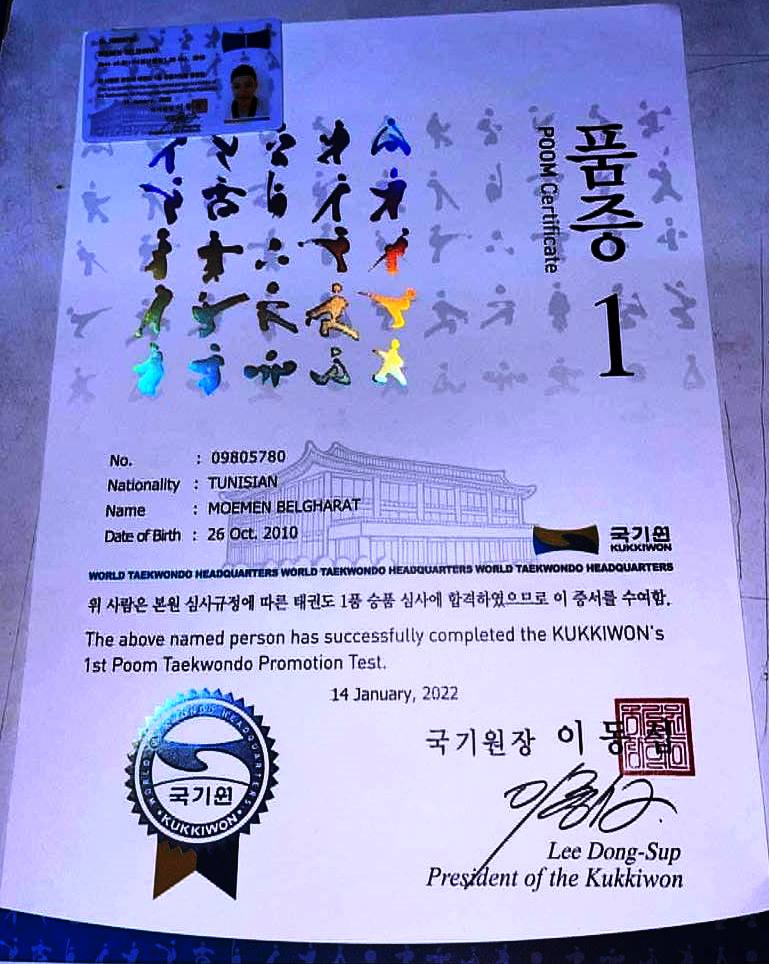 품증 1
POOM Certificate
No. : 09805780
Nationality : TUNISIAN
Name : MOEMEN BELGHARAT
Date of Birth : 26 Oct. 2010
국기원
KUKKIWON
WORLD TAEKWONDO HEADQUARTERS WORLD TAEKWONDO HEADQUARTERS WORLD TAEKWONDO HEADQUARTERS
위 사람은 본원 심사규정에 따른 태권도 1품 승품 심사에 합격하였으므로 이 증서를 수여함.
The above named person has successfully completed the KUKKIWON's
1st Poom Taekwondo Promotion Test.
14 January, 2022
WORLD TAEKWONDO HEADQUARTERS
국기원
KUKKIWON
국기원장 이 동 섭
Lee Dong-Sup
President of the Kukkiwon